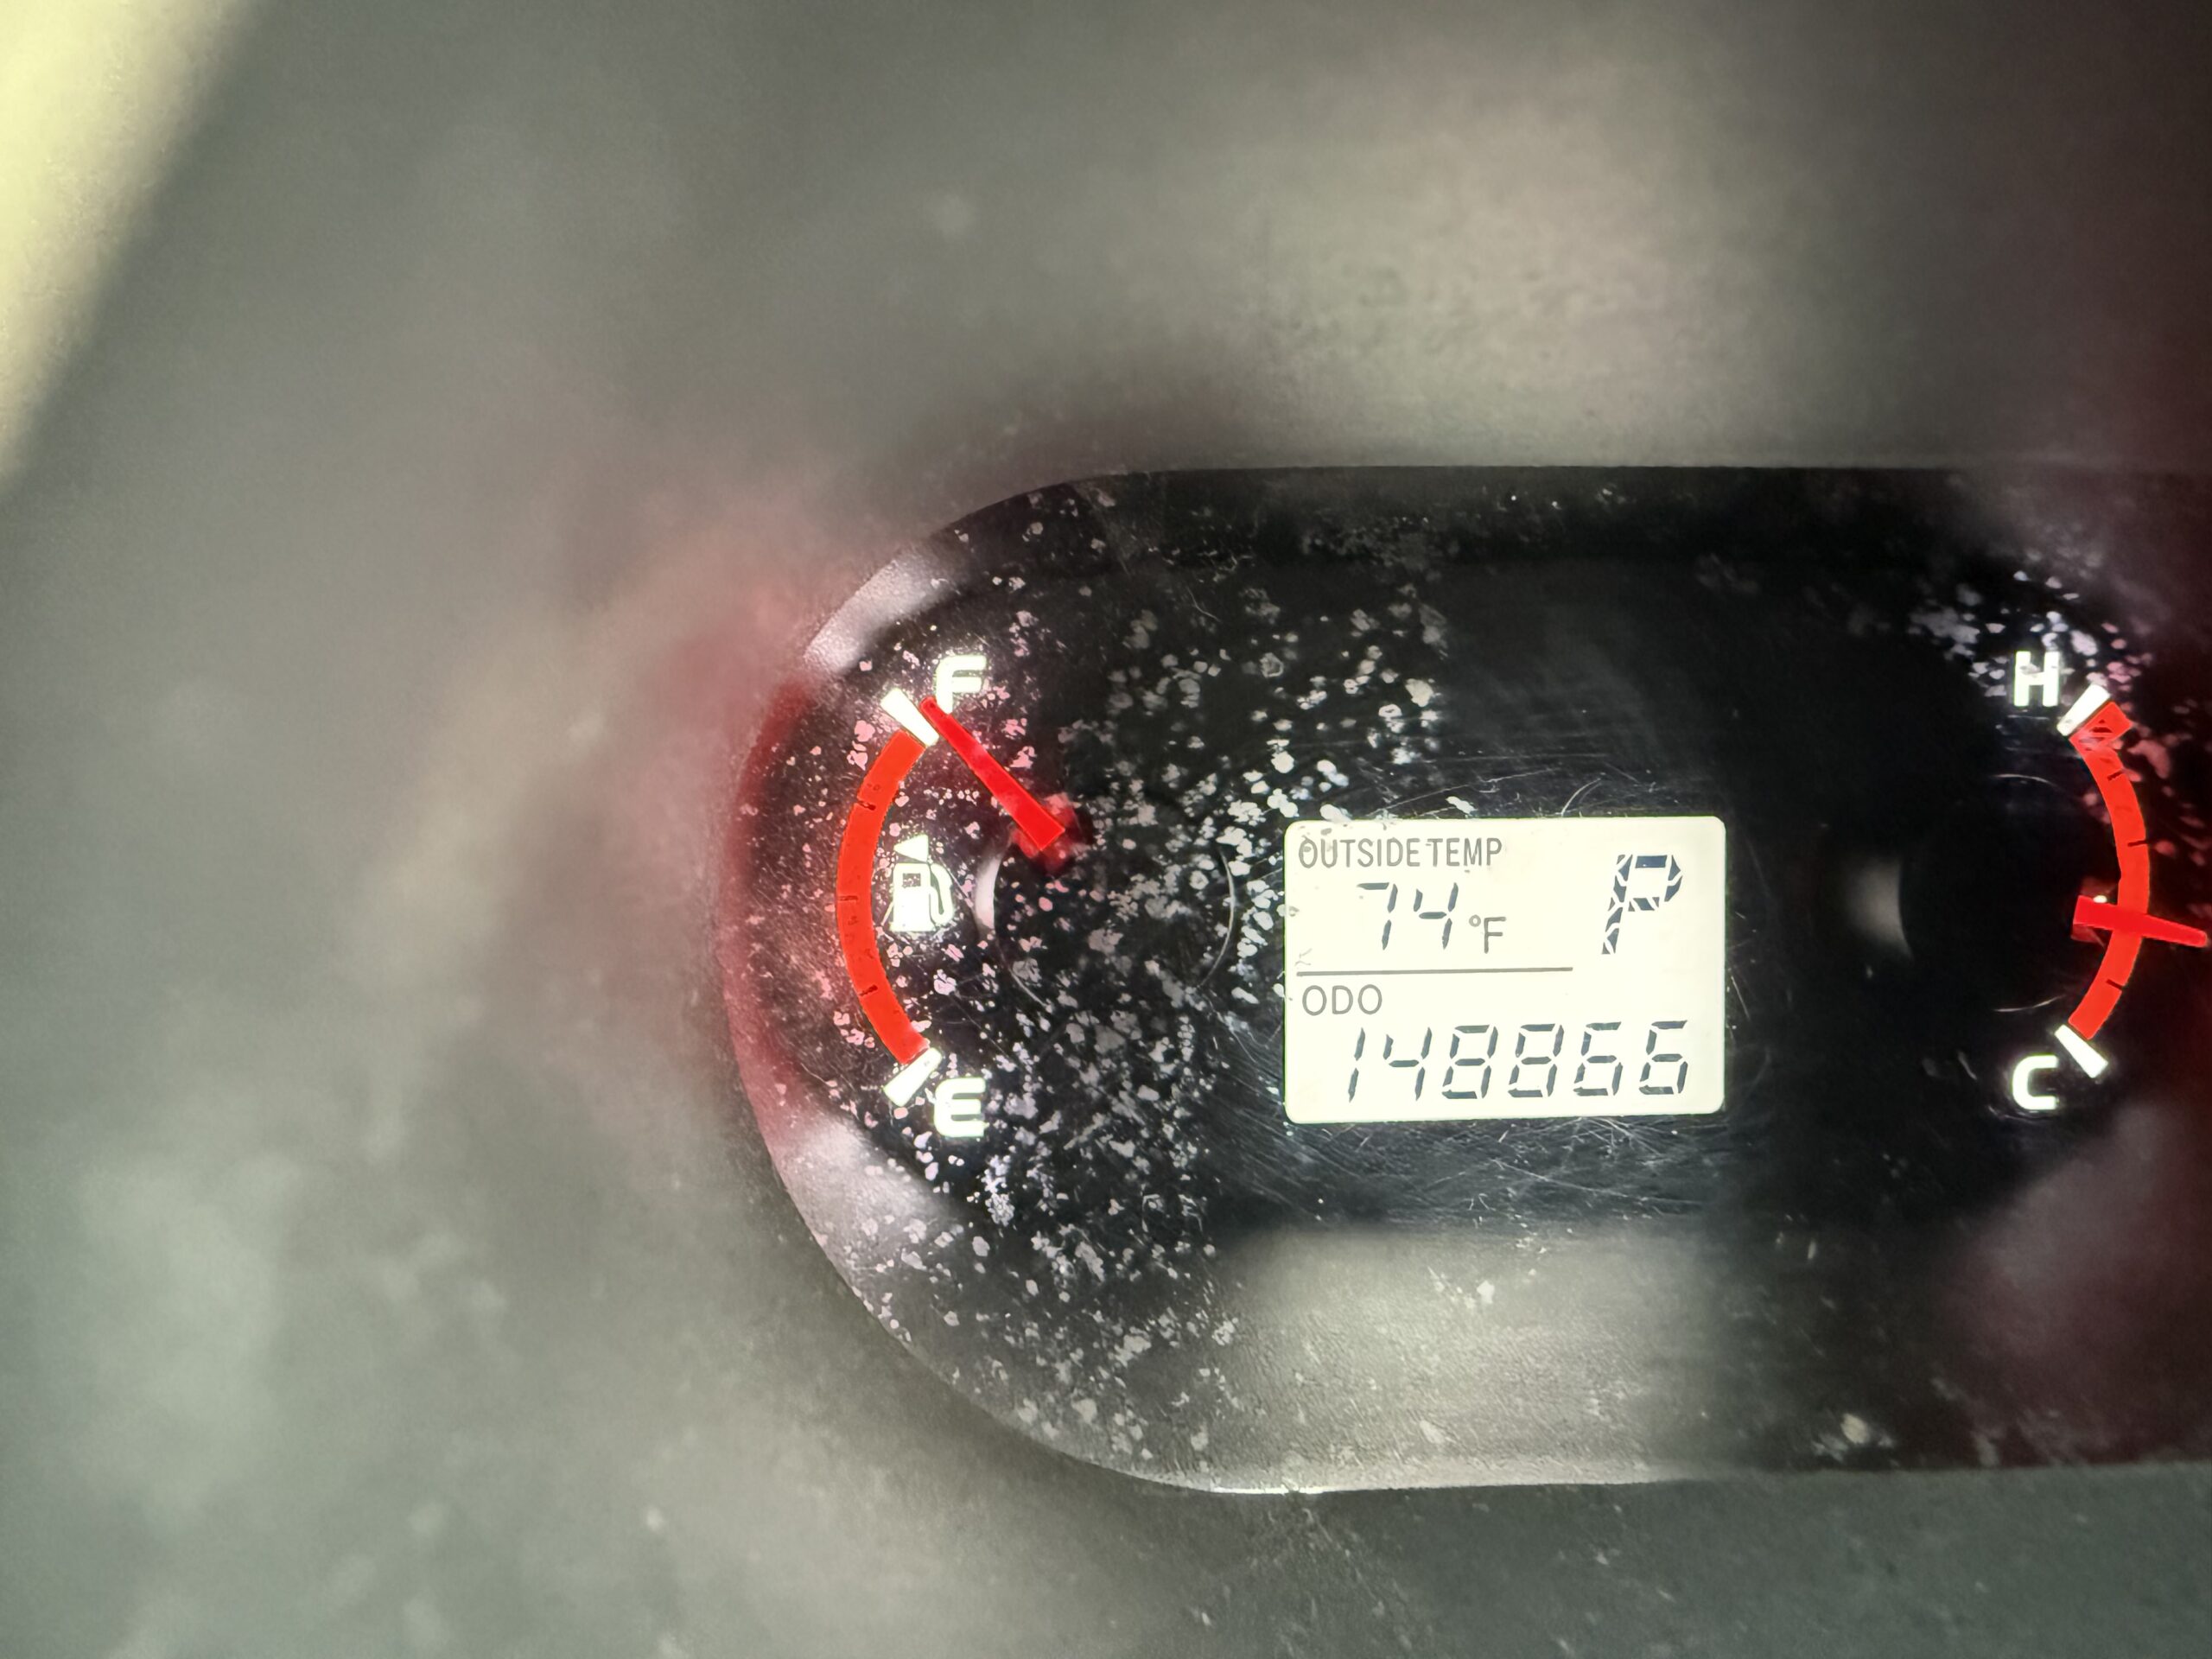 F
H
OUTSIDE TEMP
74°F P
ODO
148866
E
C